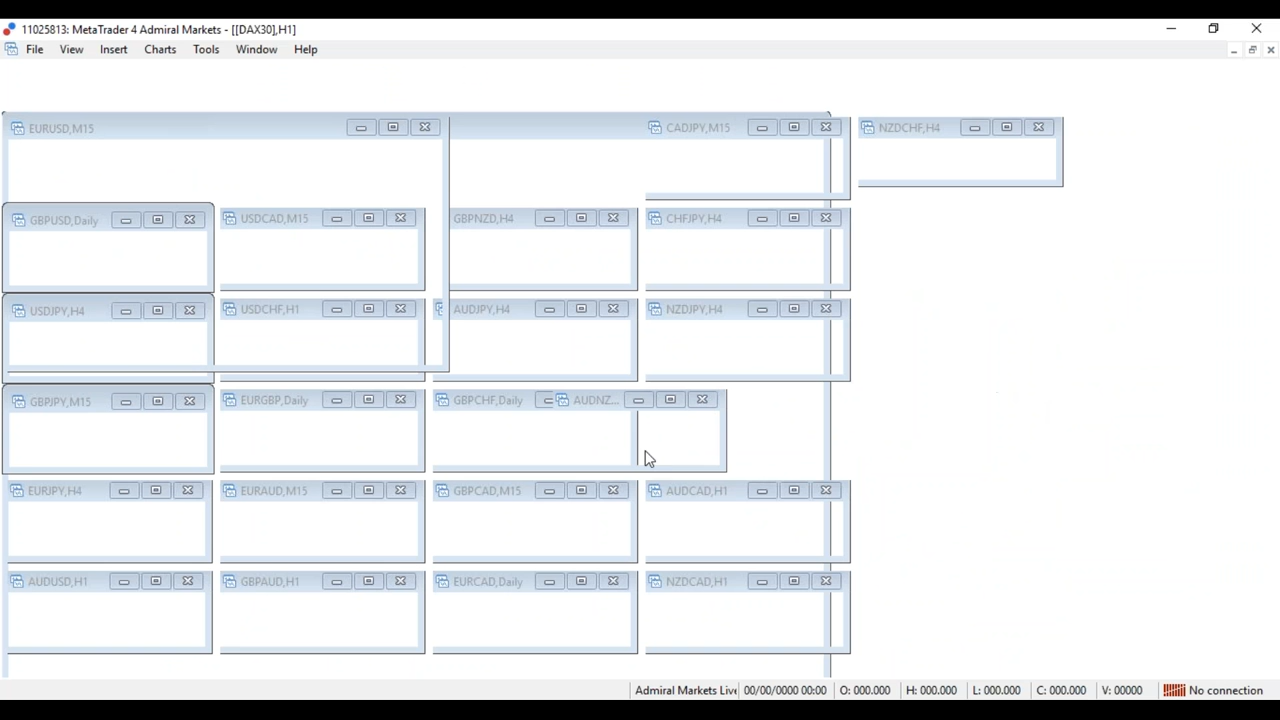 11025813: MetaTrader 4 Admiral Markets - [[DAX30],H1]
File View Insert Charts Tools Window Help
EURUSD,M15 CADJPY,M15 NZDCHF,H4
GBPUSD,Daily USDCAD,M15 GBPNZD,H4 CHFJPY,H4
USDJPY,H4 USDCHF,H1 AUDJPY,H4 NZDJPY,H4
GBPJPY,M15 EURGBP,Daily GBPCHF,Daily AUDNZ...
EURJPY,H4 EURAUD,M15 GBPCAD,M15 AUDCAD,H1
AUDUSD,H1 GBPAUD,H1 EURCAD,Daily NZDCAD,H1
Admiral Markets Live 00/00/0000 00:00 O: 000.000 H: 000.000 L: 000.000 C: 000.000 V: 00000 No connection